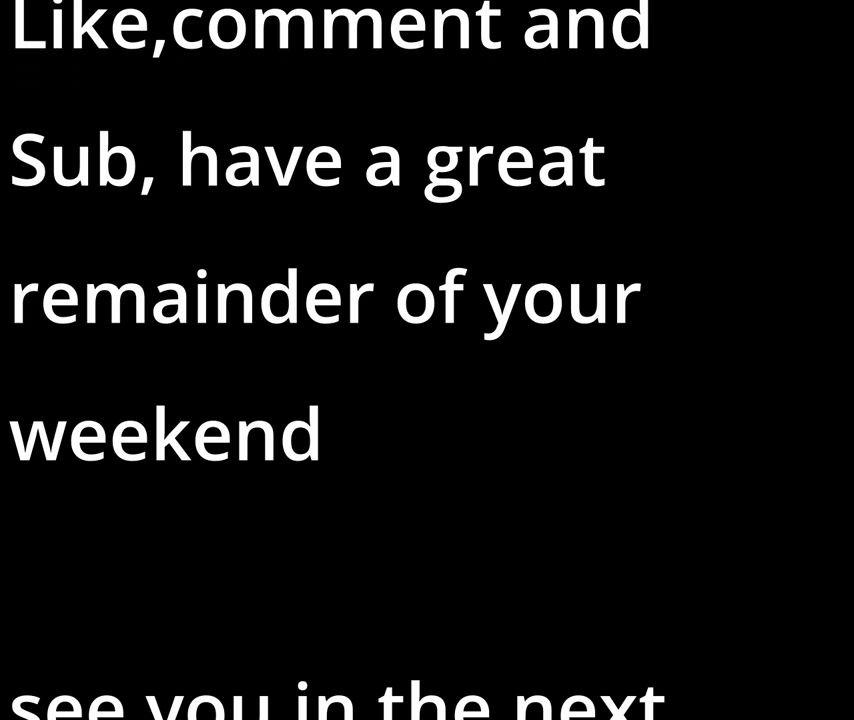 Like,comment and
Sub, have a great
remainder of your
weekend
see you in the next